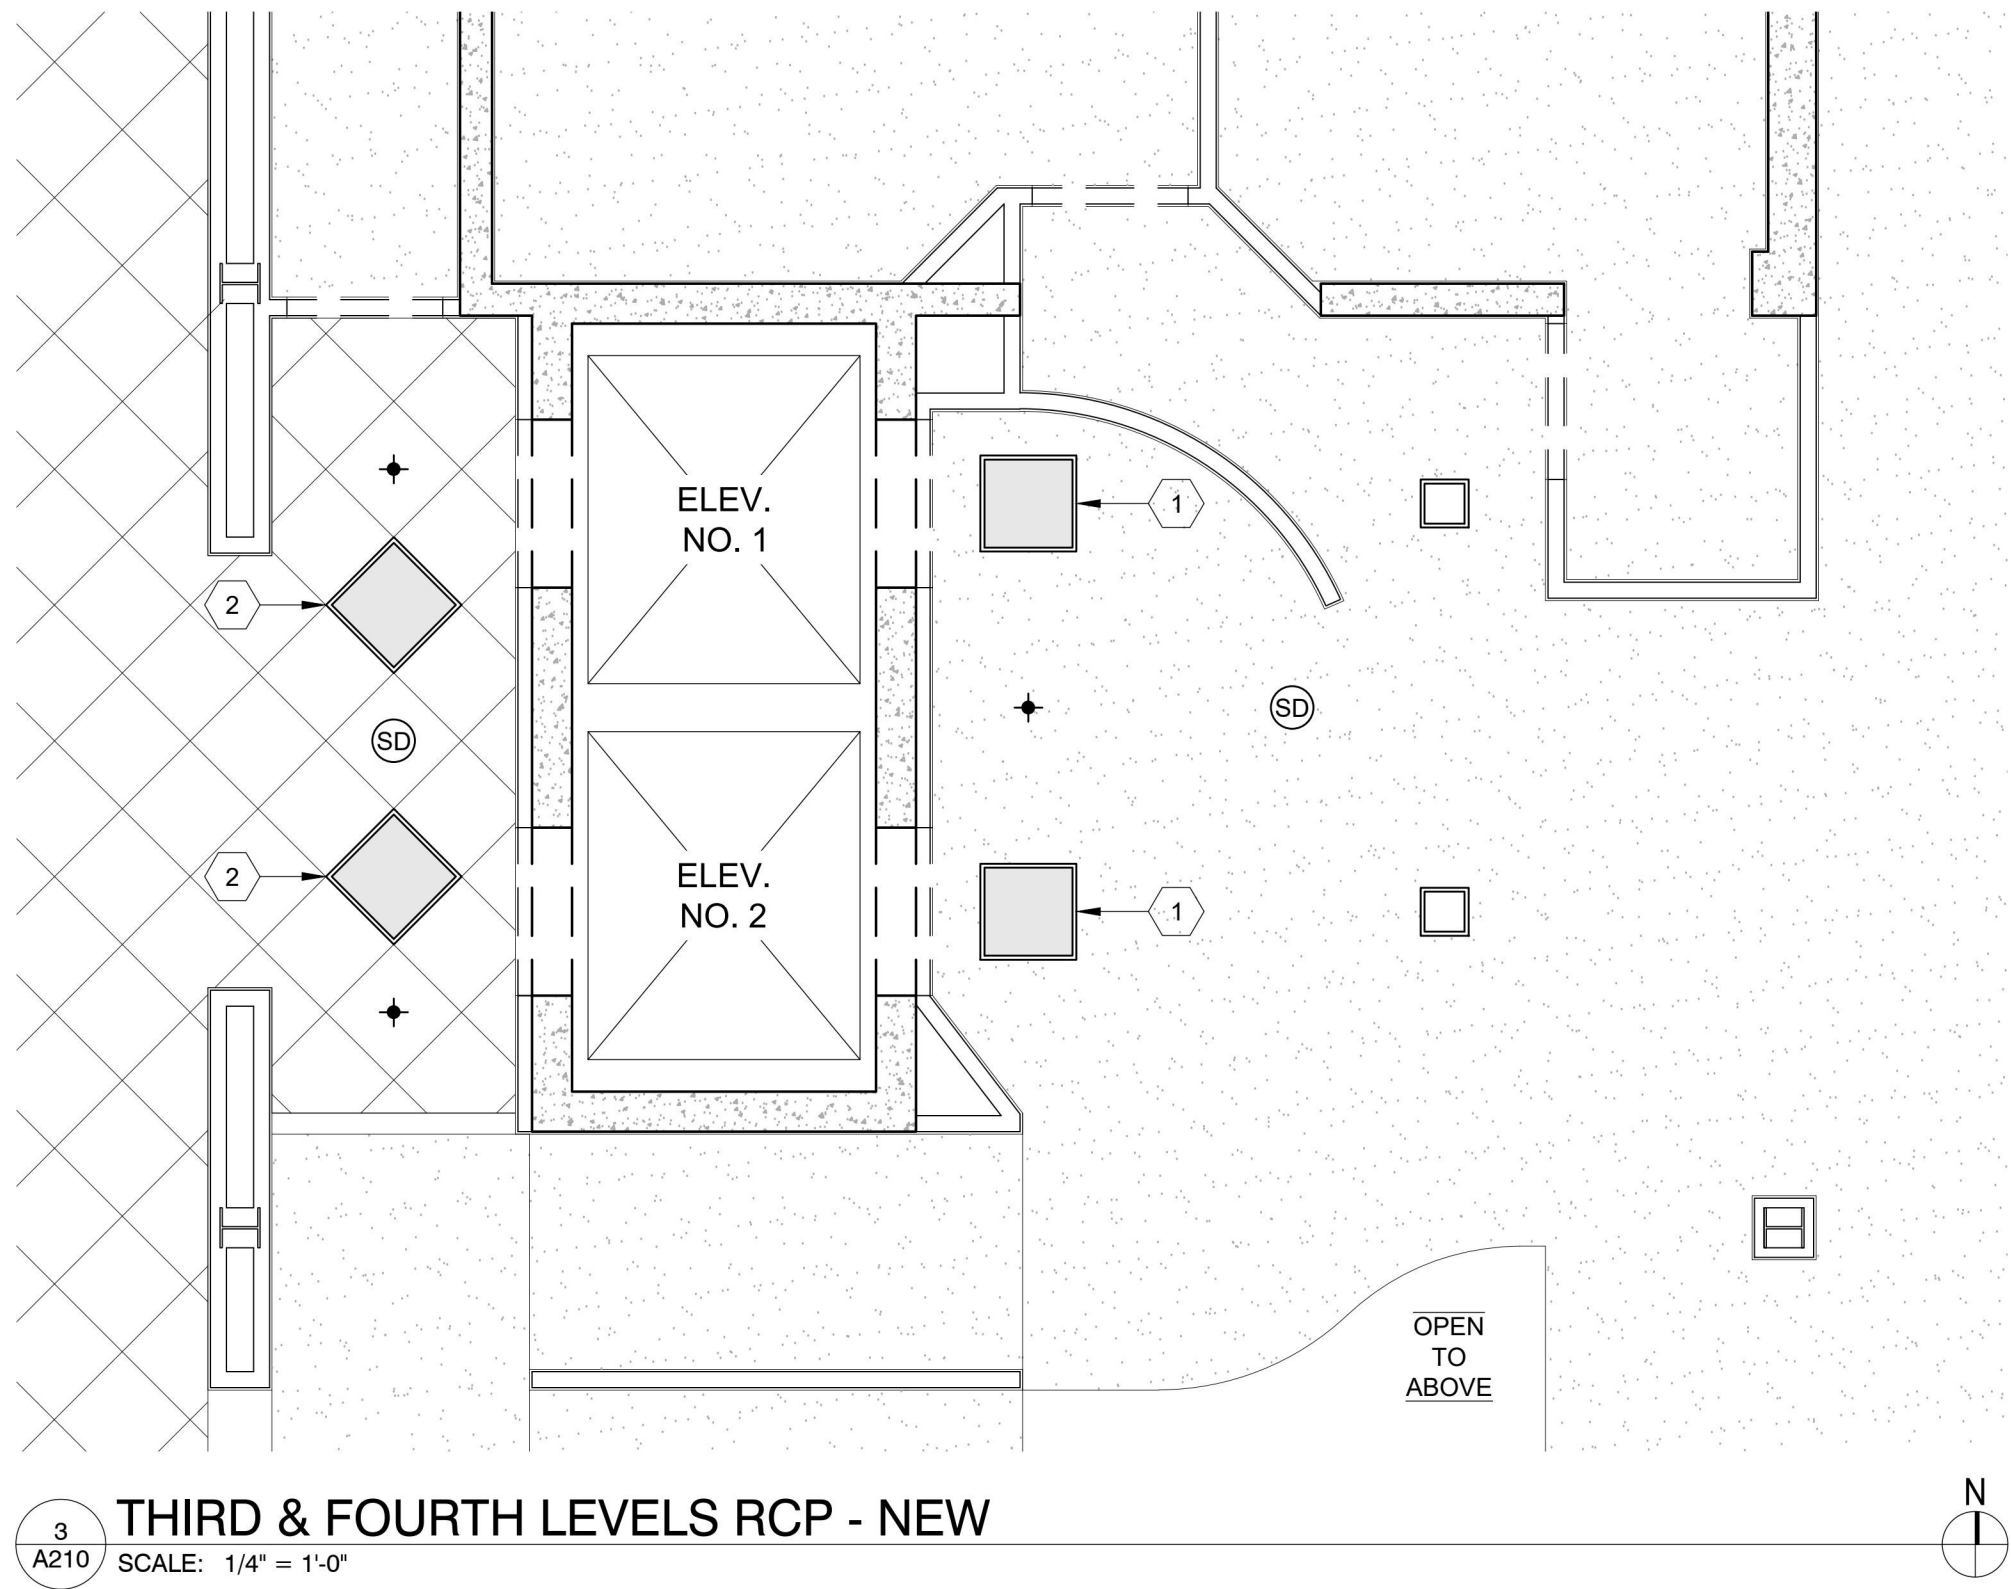 ELEV.
NO. 1
1
2
SD
SD
ELEV.
NO. 2
2
1
OPEN
TO
ABOVE
3
A210
THIRD & FOURTH LEVELS RCP - NEW
SCALE: 1/4" = 1'-0"
N